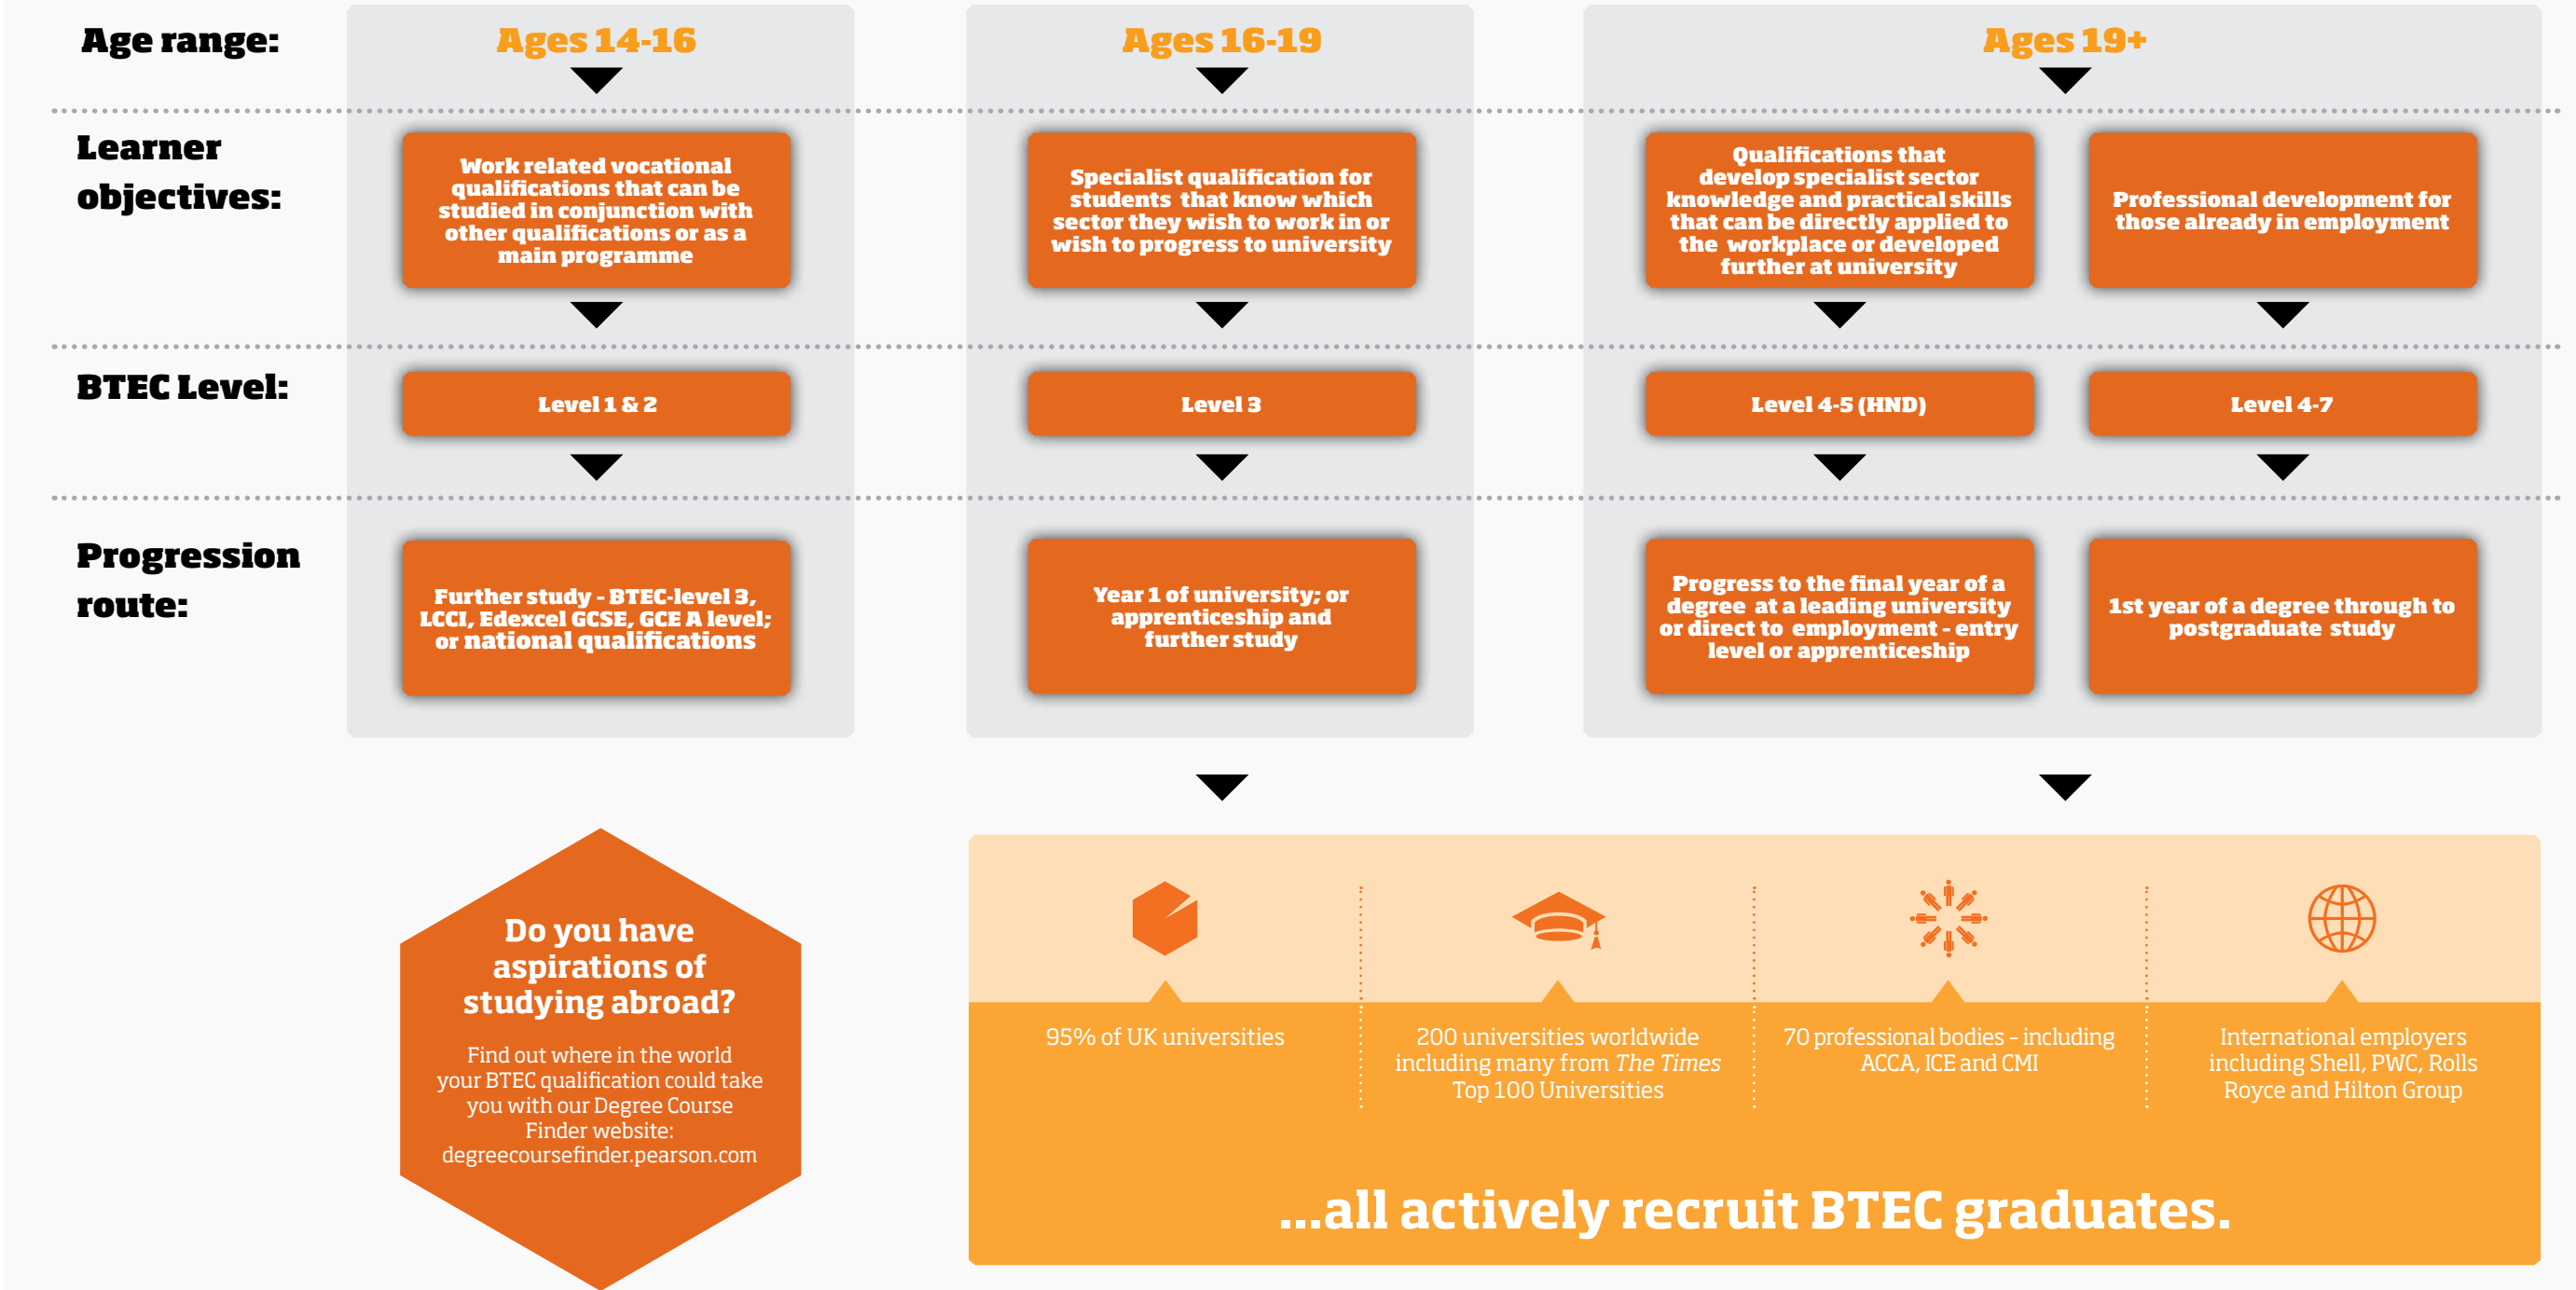 Age range:
Ages 14-16
Ages 16-19
Ages 19+
Learner
objectives:
Work related vocational
qualifications that can be
studied in conjunction with
other qualifications or as a
main programme
Specialist qualification for
students that know which
sector they wish to work in or
wish to progress to university
Qualifications that
develop specialist sector
knowledge and practical skills
that can be directly applied to
the workplace or developed
further at university
Professional development for
those already in employment
BTEC Level:
Level 1 & 2
Level 3
Level 4-5 (HND)
Level 4-7
Progression
route:
Further study - BTEC-level 3,
LCCI, Edexcel GCSE, GCE A level;
or national qualifications
Year 1 of university; or
apprenticeship and
further study
Progress to the final year of a
degree at a leading university
or direct to employment - entry
level or apprenticeship
1st year of a degree through to
postgraduate study
Do you have
aspirations of
studying abroad?
Find out where in the world
your BTEC qualification could take
you with our Degree Course
Finder website:
degreecoursefinder.pearson.com
95% of UK universities
200 universities worldwide
including many from The Times
Top 100 Universities
70 professional bodies – including
ACCA, ICE and CMI
International employers
including Shell, PWC, Rolls
Royce and Hilton Group
...all actively recruit BTEC graduates.